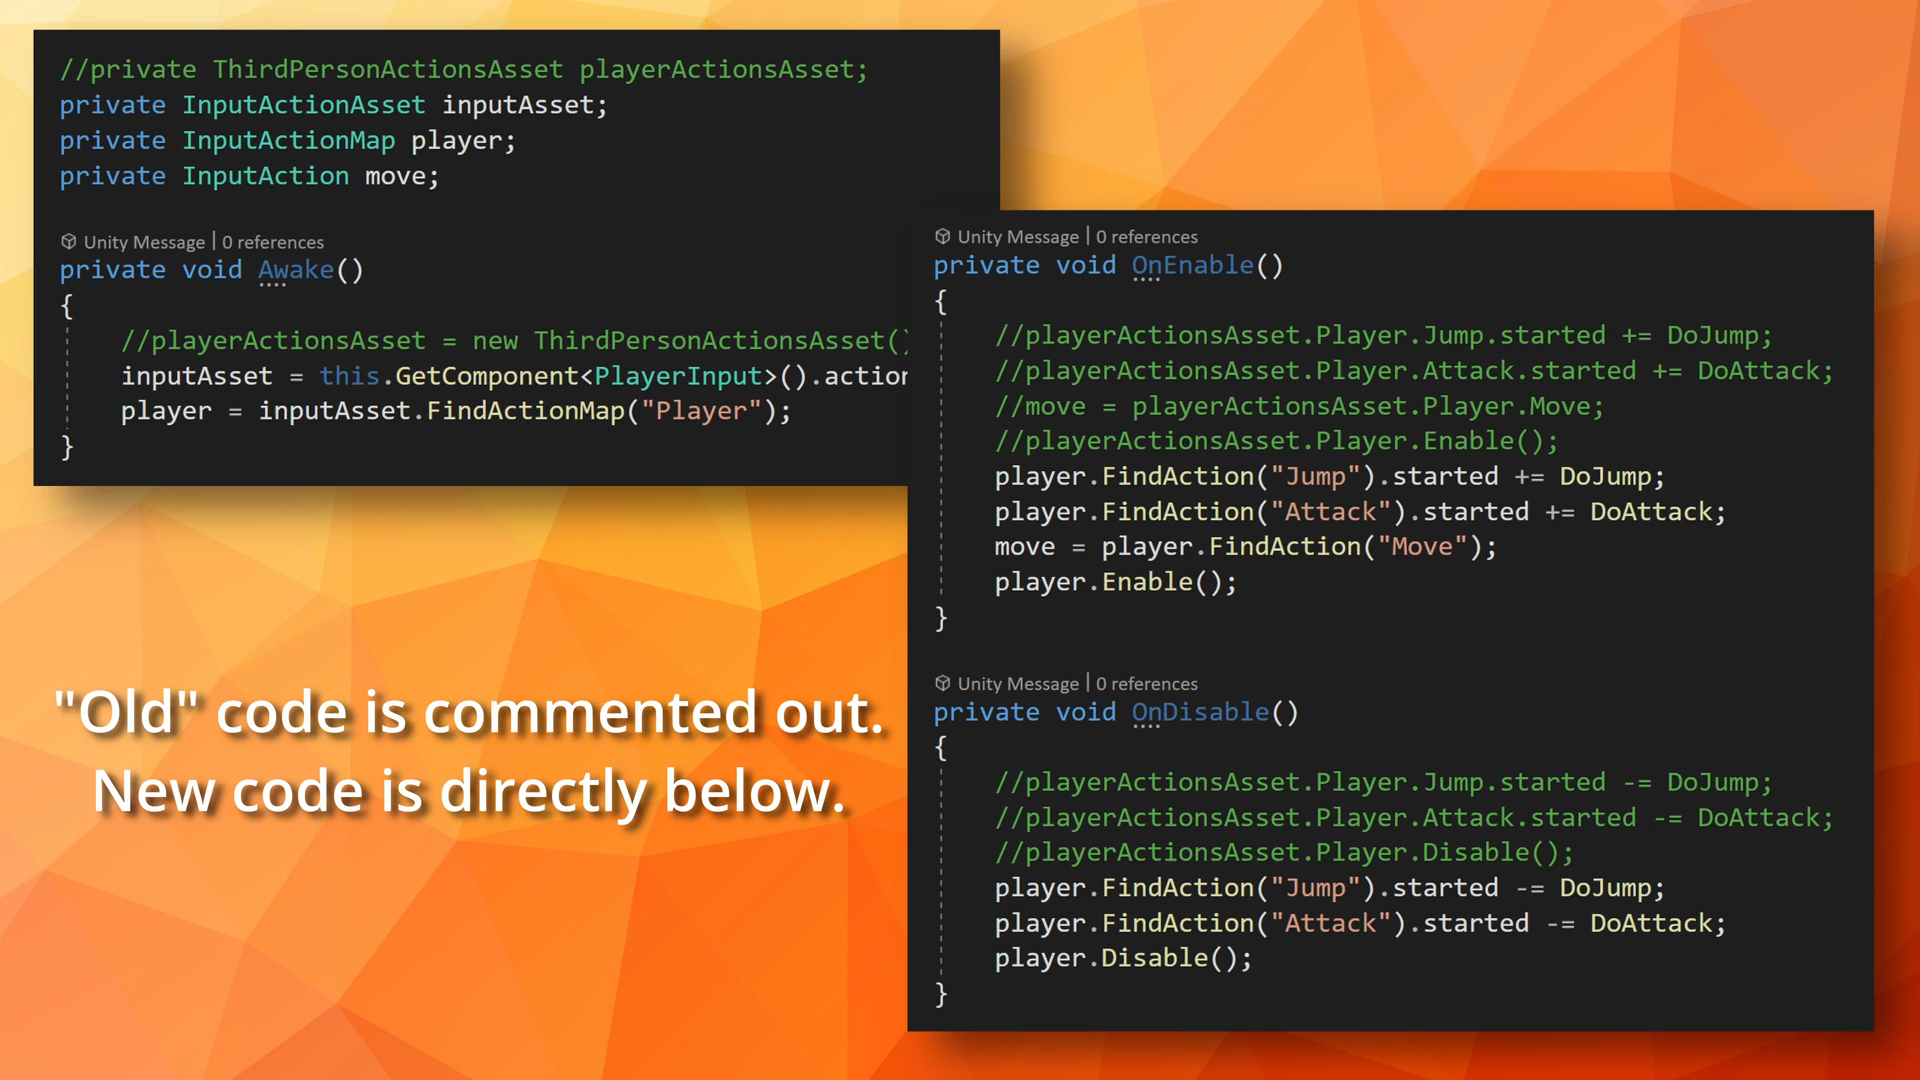 //private ThirdPersonActionsAsset playerActionsAsset;
private InputActionAsset inputAsset;
private InputActionMap player;
private InputAction move;
Unity Message | 0 references
private void Awake()
{
//playerActionsAsset = new ThirdPersonActionsAsset()
inputAsset = this.GetComponent<PlayerInput>().action
player = inputAsset.FindActionMap("Player");
}
Unity Message | 0 references
private void OnEnable()
{
//playerActionsAsset.Player.Jump.started += DoJump;
//playerActionsAsset.Player.Attack.started += DoAttack;
//move = playerActionsAsset.Player.Move;
//playerActionsAsset.Player.Enable();
player.FindAction("Jump").started += DoJump;
player.FindAction("Attack").started += DoAttack;
move = player.FindAction("Move");
player.Enable();
}
Unity Message | 0 references
private void OnDisable()
{
//playerActionsAsset.Player.Jump.started -= DoJump;
//playerActionsAsset.Player.Attack.started -= DoAttack;
//playerActionsAsset.Player.Disable();
player.FindAction("Jump").started -= DoJump;
player.FindAction("Attack").started -= DoAttack;
player.Disable();
}
"Old" code is commented out.
New code is directly below.